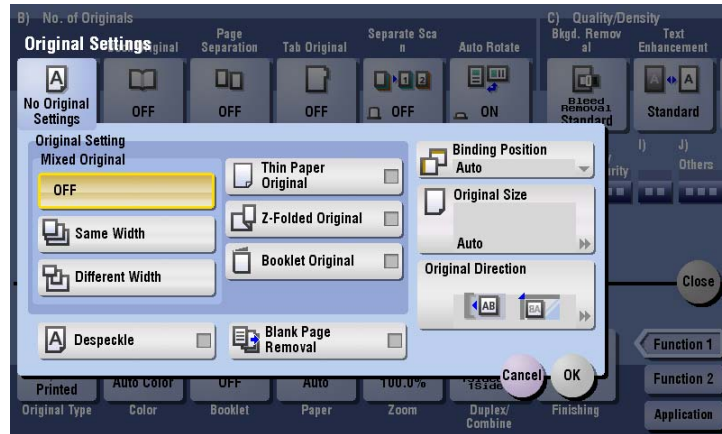 B) No. of Originals
C) Quality/Density
Original Settings
Original
Page
Separation
Tab Original
Separate Sca
n
Auto Rotate
Bkgd. Remov
al
Text
Enhancement
No Original
Settings
OFF
OFF
OFF
OFF
ON
Bleed
Removal
Standard
Standard
Original Setting
Mixed Original
OFF
Same Width
Different Width
Thin Paper
Original
Z-Folded Original
Booklet Original
Binding Position
Auto
Original Size
Auto
Original Direction
Despeckle
Blank Page
Removal
Cancel
OK
I)
J)
Others
Close
Function 1
Function 2
Application
Printed
Auto Color
OFF
Auto
100.0%
Original Type
Color
Booklet
Paper
Zoom
Duplex/
Combine
Finishing